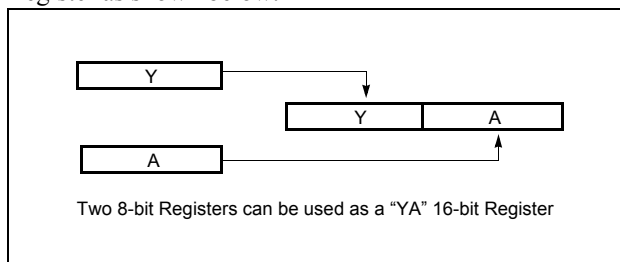 Y
Y A
A
Two 8-bit Registers can be used as a “YA” 16-bit Register